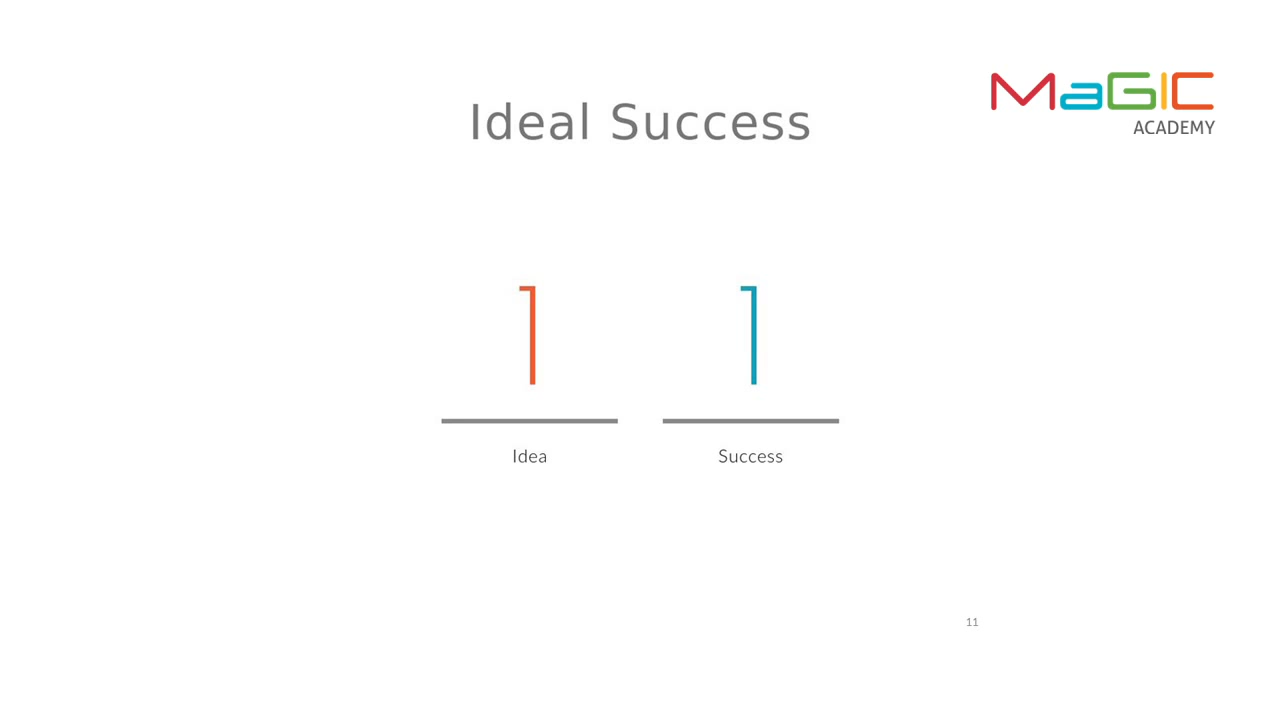 MaGIC
ACADEMY
Ideal Success
1 1
Idea Success
11